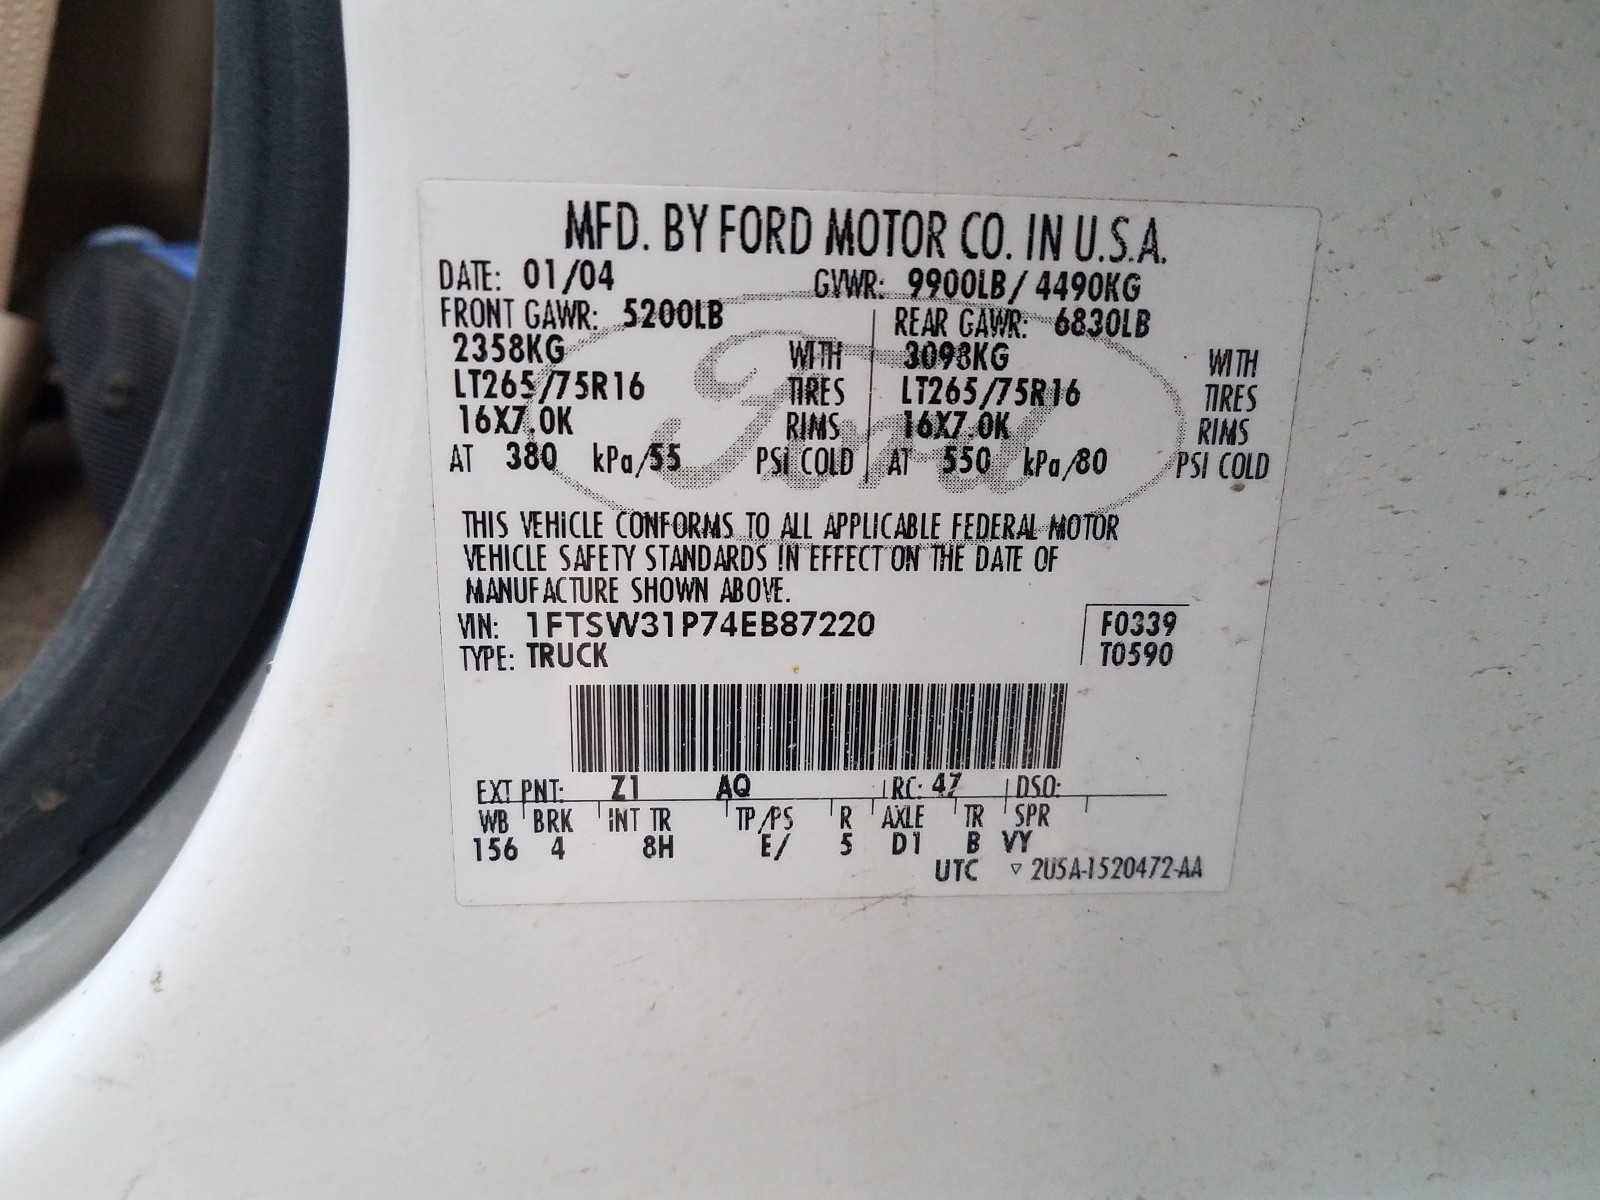 MFD. BY FORD MOTOR CO. IN U.S.A.
DATE: 01/04 GVWR: 9900LB/ 4490KG
FRONT GAWR: 5200LB REAR GAWR: 6830LB
2358KG WITH 3098KG WITH
LT265/75R16 TIRES LT265/75R16 TIRES
16X7.0K RIMS 16X7.0K RIMS
AT 380 kPa/55 PSI COLD AT 550 kPa/80 PSI COLD
Ford
THIS VEHICLE CONFORMS TO ALL APPLICABLE FEDERAL MOTOR
VEHICLE SAFETY STANDARDS IN EFFECT ON THE DATE OF
MANUFACTURE SHOWN ABOVE.
VIN: 1FTSW31P74EB87220 F0339
TYPE: TRUCK T0590
EXT PNT: Z1 AQ RC: 47 DSO:
WB BRK INT TR TP/PS R AXLE TR SPR
156 4 8H E/ 5 D1 B VY
UTC ▽ 2U5A-1520472-AA